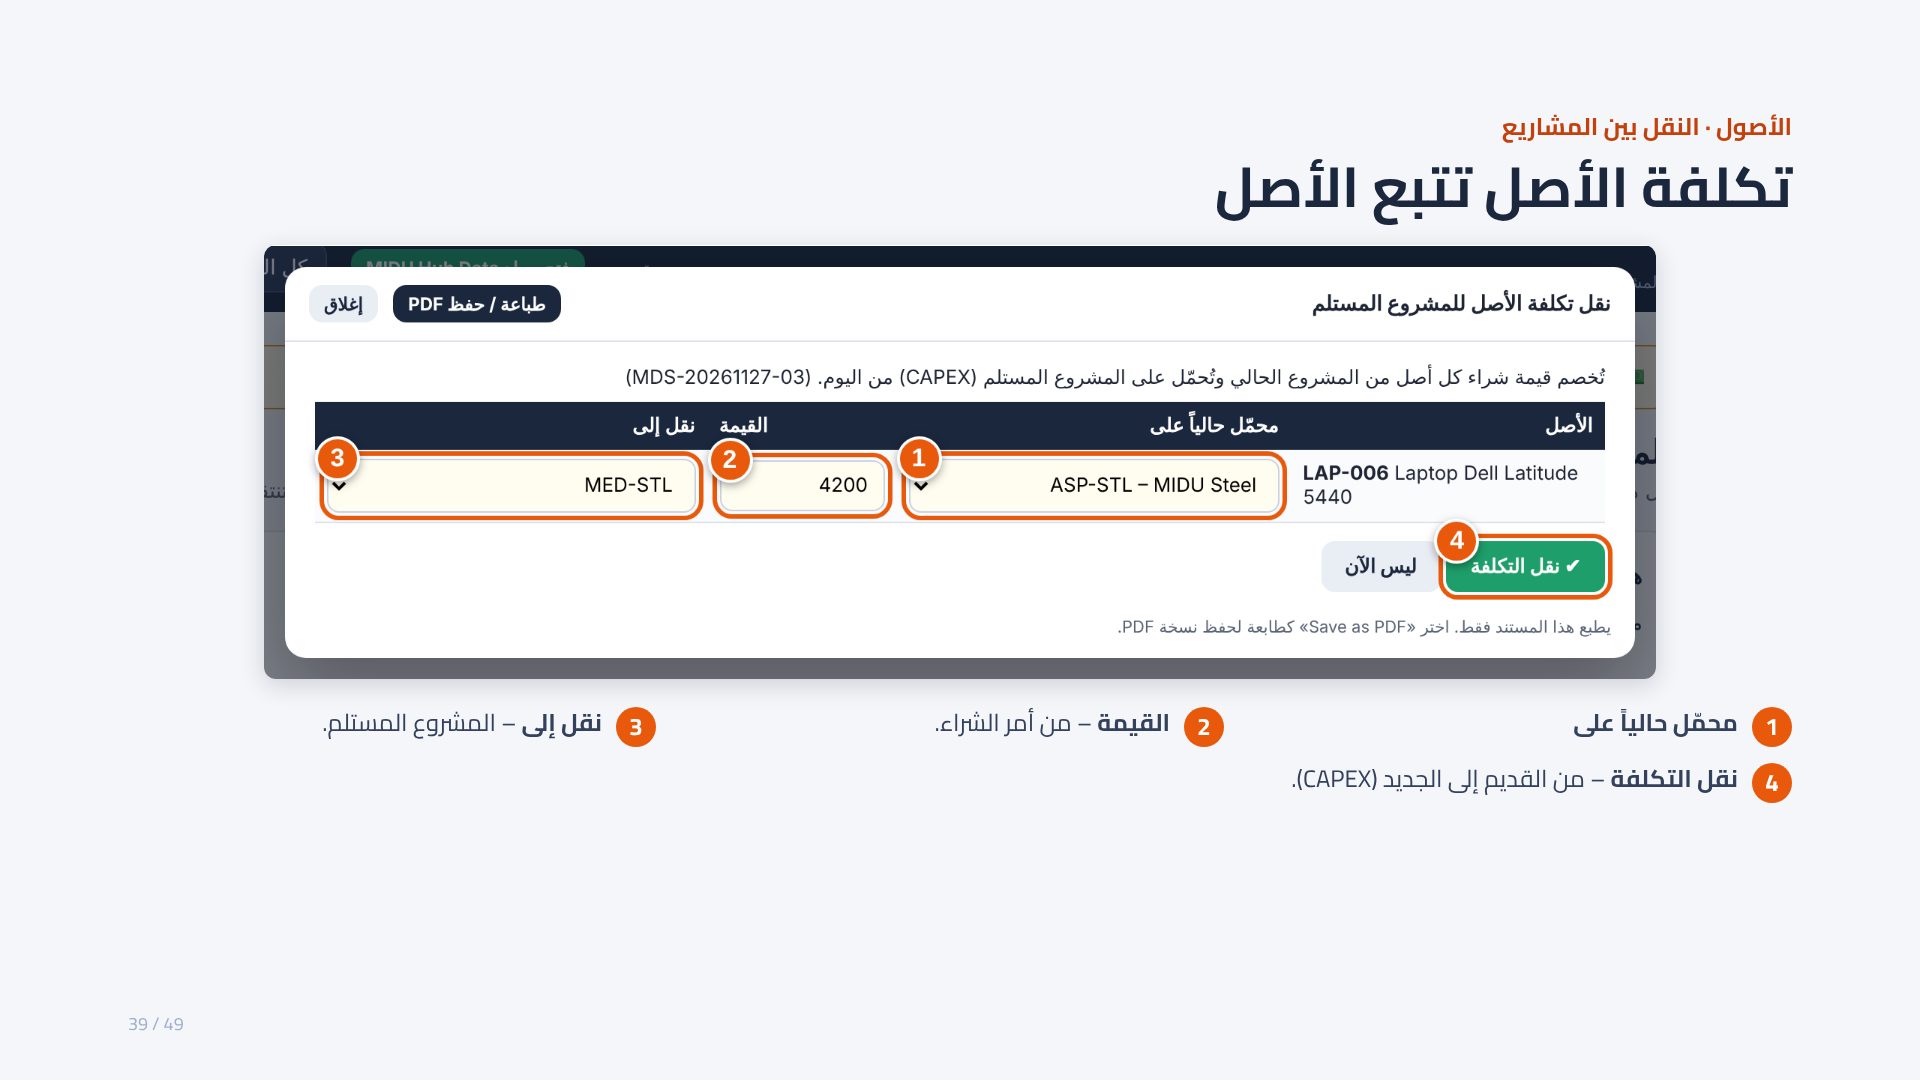 الأصول · النقل بين المشاريع
تكلفة الأصل تتبع الأصل
نقل تكلفة الأصل للمشروع المستلم
طباعة / حفظ PDF
إغلاق
تُخصم قيمة شراء كل أصل من المشروع الحالي وتُحمّل على المشروع المستلم (CAPEX) من اليوم. (MDS-20261127-03)
الأصل
محمّل حالياً على
القيمة
نقل إلى
LAP-006 Laptop Dell Latitude
5440
1
ASP-STL – MIDU Steel
2
4200
3
MED-STL
4
✔ نقل التكلفة
ليس الآن
يطبع هذا المستند فقط. اختر «Save as PDF» كطابعة لحفظ نسخة PDF.
1 محمّل حالياً على
2 القيمة – من أمر الشراء.
3 نقل إلى – المشروع المستلم.
4 نقل التكلفة – من القديم إلى الجديد (CAPEX).
39 / 49